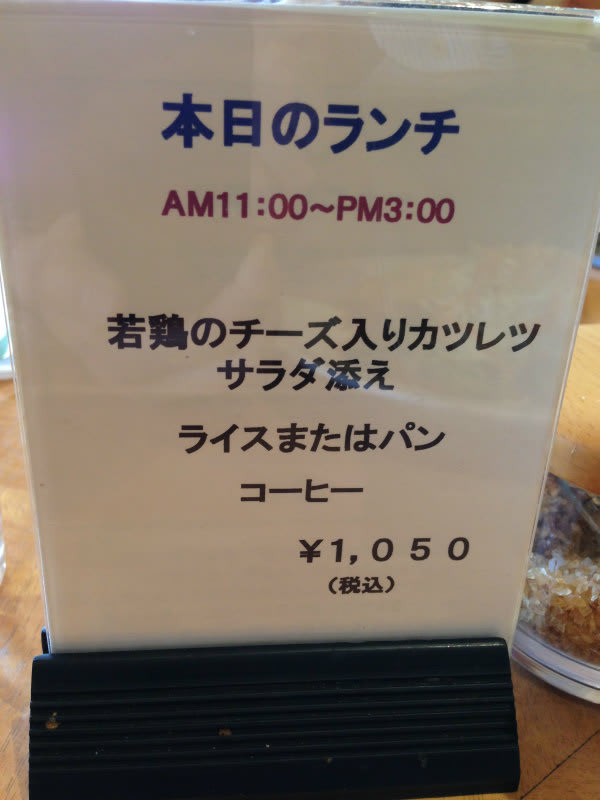 本日のランチ
AM11:00～PM3:00
若鶏のチーズ入りカツレツ
サラダ添え
ライスまたはパン
コーヒー
¥1,050
(税込)